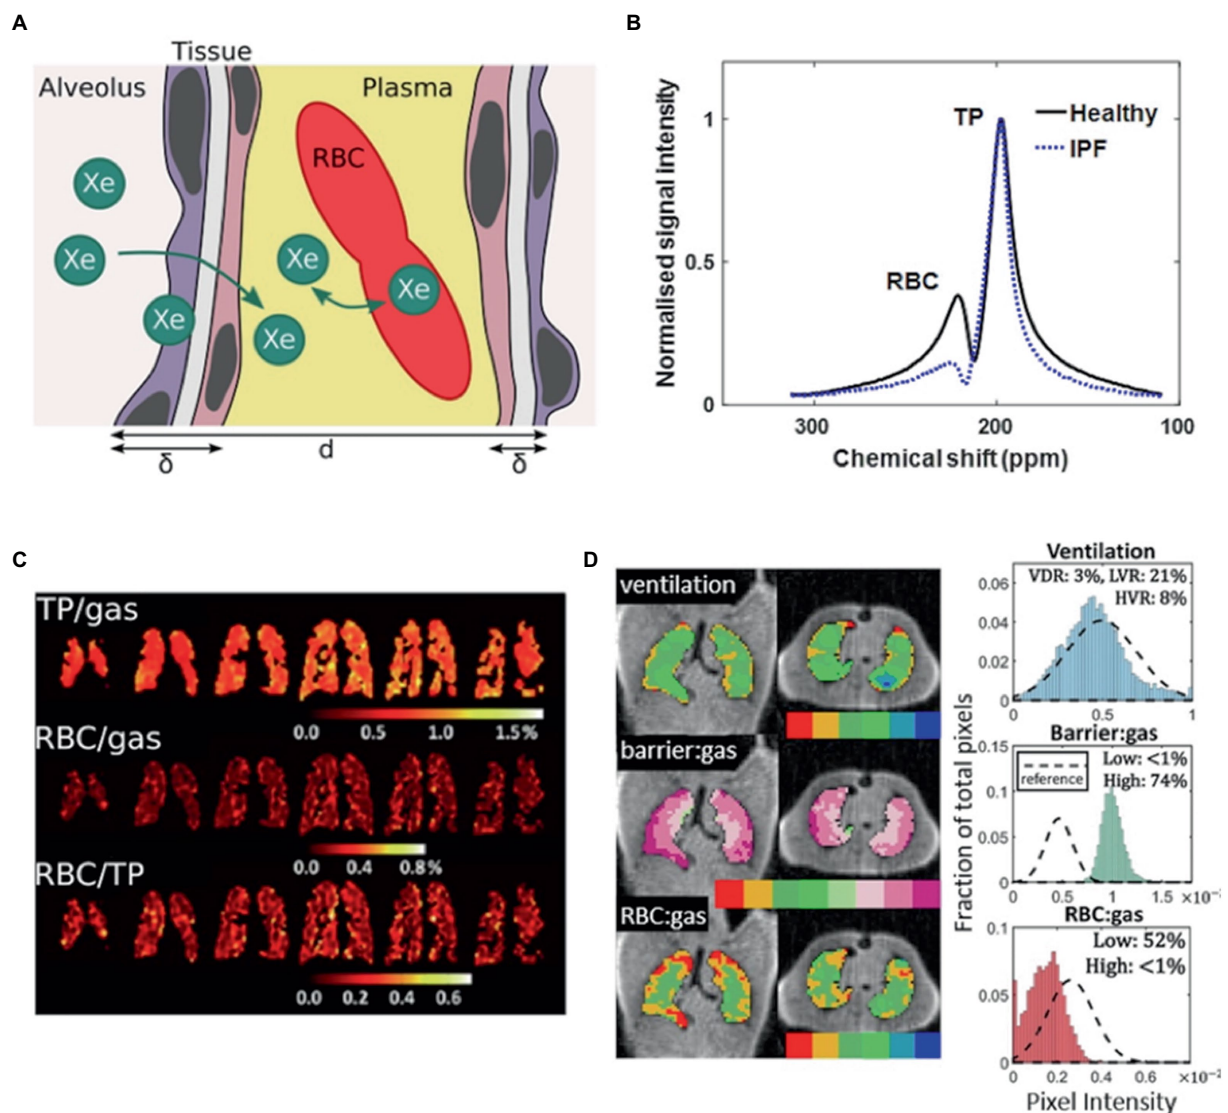 A
Tissue
Alveolus
Plasma
RBC
Xe
Xe
Xe
Xe
Xe
Xe
δ
d
δ
B
Normalised signal intensity
1
0.5
0
TP
RBC
Healthy
IPF
300
200
100
Chemical shift (ppm)
C
TP/gas
0.0 0.5 1.0 1.5%
RBC/gas
0.0 0.4 0.8%
RBC/TP
0.0 0.2 0.4 0.6
D
ventilation
barrier:gas
RBC:gas
Fraction of total pixels
Ventilation
VDR: 3%, LVR: 21%
HVR: 8%
0.06
0.04
0.02
0
0 0.5 1
Barrier:gas
Low: <1%
High: 74%
reference
0.15
0.1
0.05
0
0 0.5 1 1.5 ×10⁻
RBC:gas
Low: 52%
High: <1%
0.1
0.05
0
0 0.2 0.4 0.6 ×10⁻²
Pixel Intensity